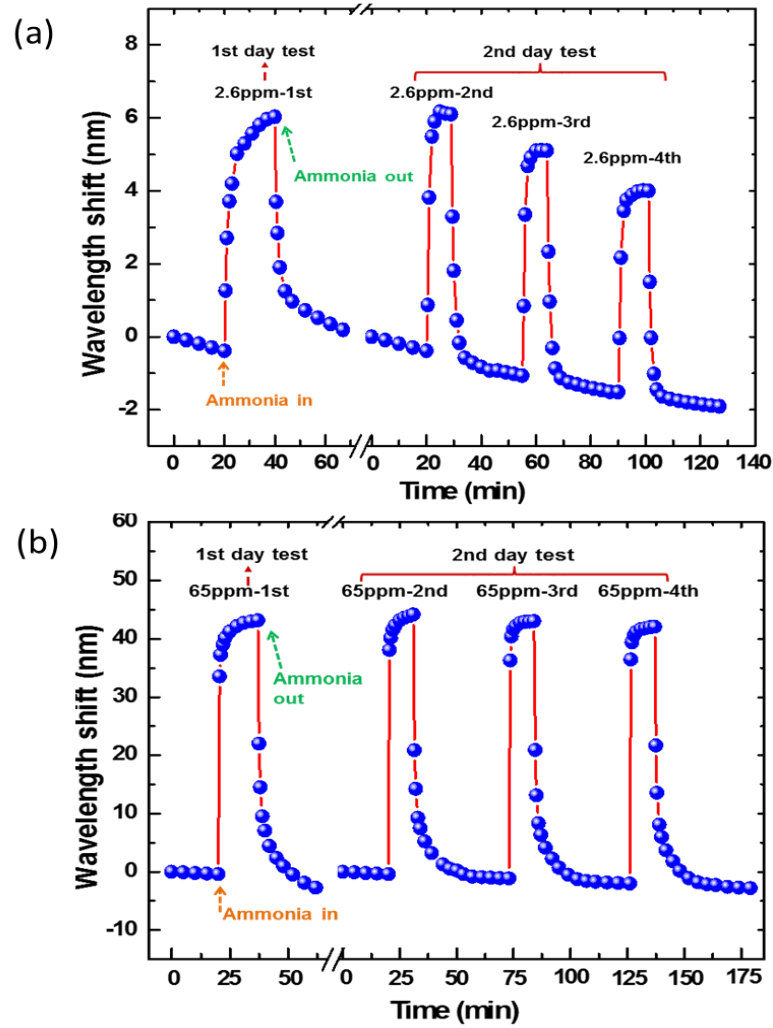 (a)
Wavelength shift (nm)
8
6
4
2
0
-2
1st day test
2nd day test
2.6ppm-1st
2.6ppm-2nd
2.6ppm-3rd
2.6ppm-4th
Ammonia out
Ammonia in
0 20 40 60 0 20 40 60 80 100 120 140
Time (min)
(b)
Wavelength shift (nm)
60
50
40
30
20
10
0
-10
1st day test
2nd day test
65ppm-1st 65ppm-2nd 65ppm-3rd 65ppm-4th
Ammonia
out
Ammonia in
0 25 50 0 25 50 75 100 125 150 175
Time (min)